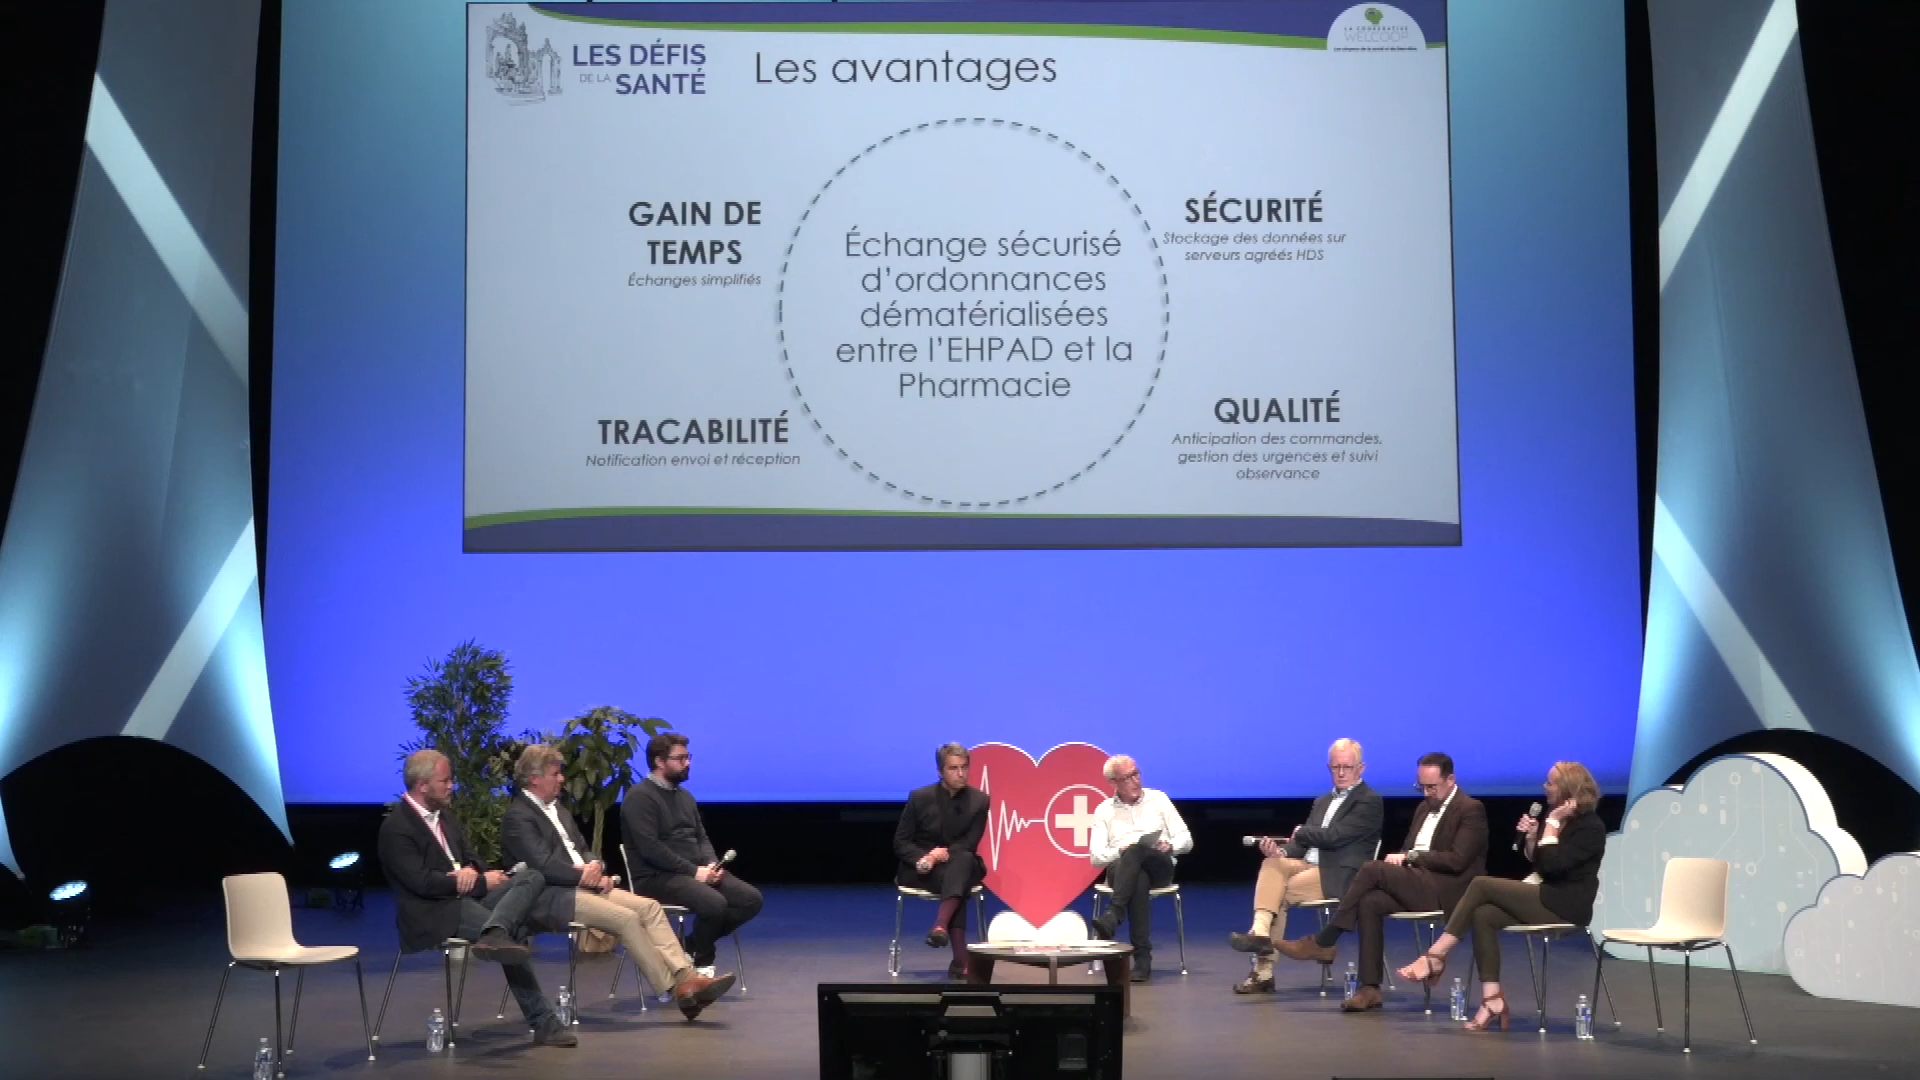 LES DÉFIS
DE LA SANTÉ
Les avantages
LA COOPÉRATIVE
WELCOOP
GAIN DE
TEMPS
Échanges simplifiés
SÉCURITÉ
Stockage des données sur
serveurs agréés HDS
Échange sécurisé
d'ordonnances
dématérialisées
entre l'EHPAD et la
Pharmacie
TRACABILITÉ
Notification envoi et réception
QUALITÉ
Anticipation des commandes,
gestion des urgences et suivi
observance